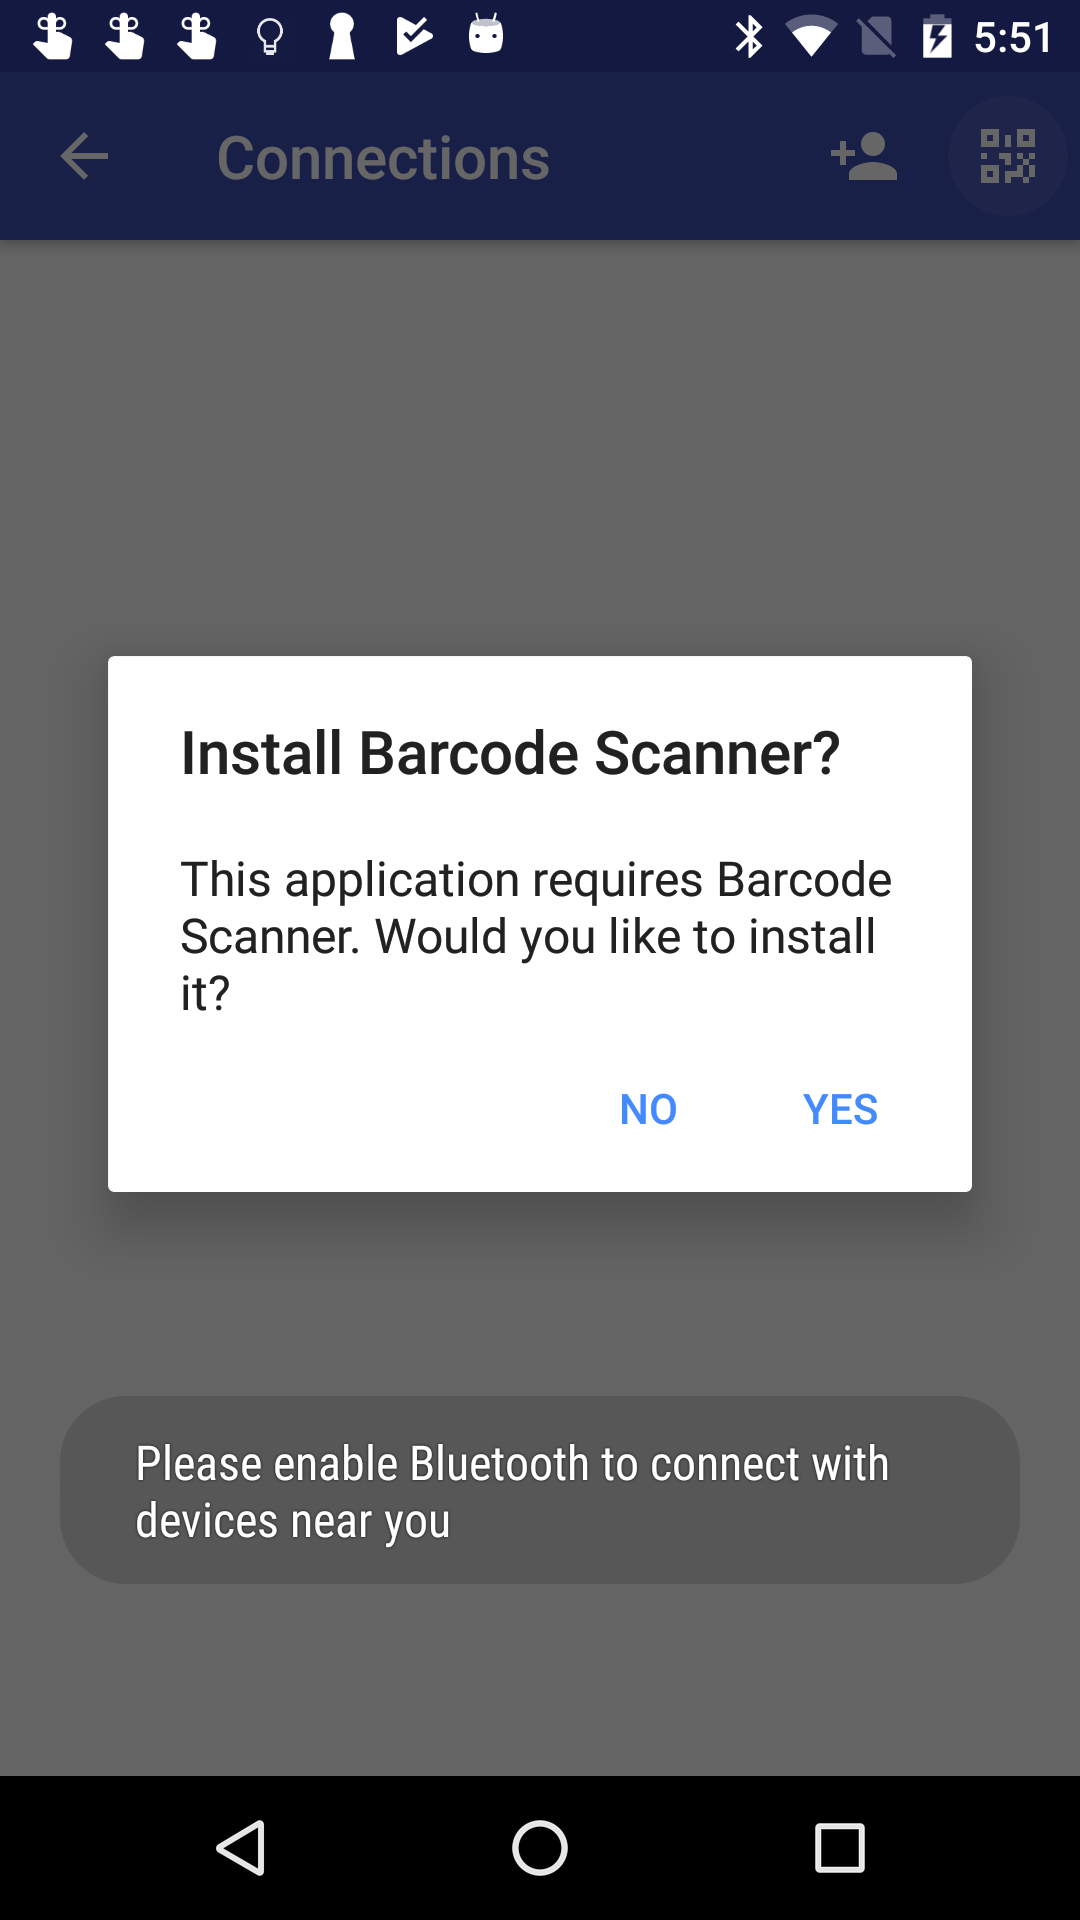 5:51
Connections
Install Barcode Scanner?
This application requires Barcode
Scanner. Would you like to install
it?
NO YES
Please enable Bluetooth to connect with
devices near you